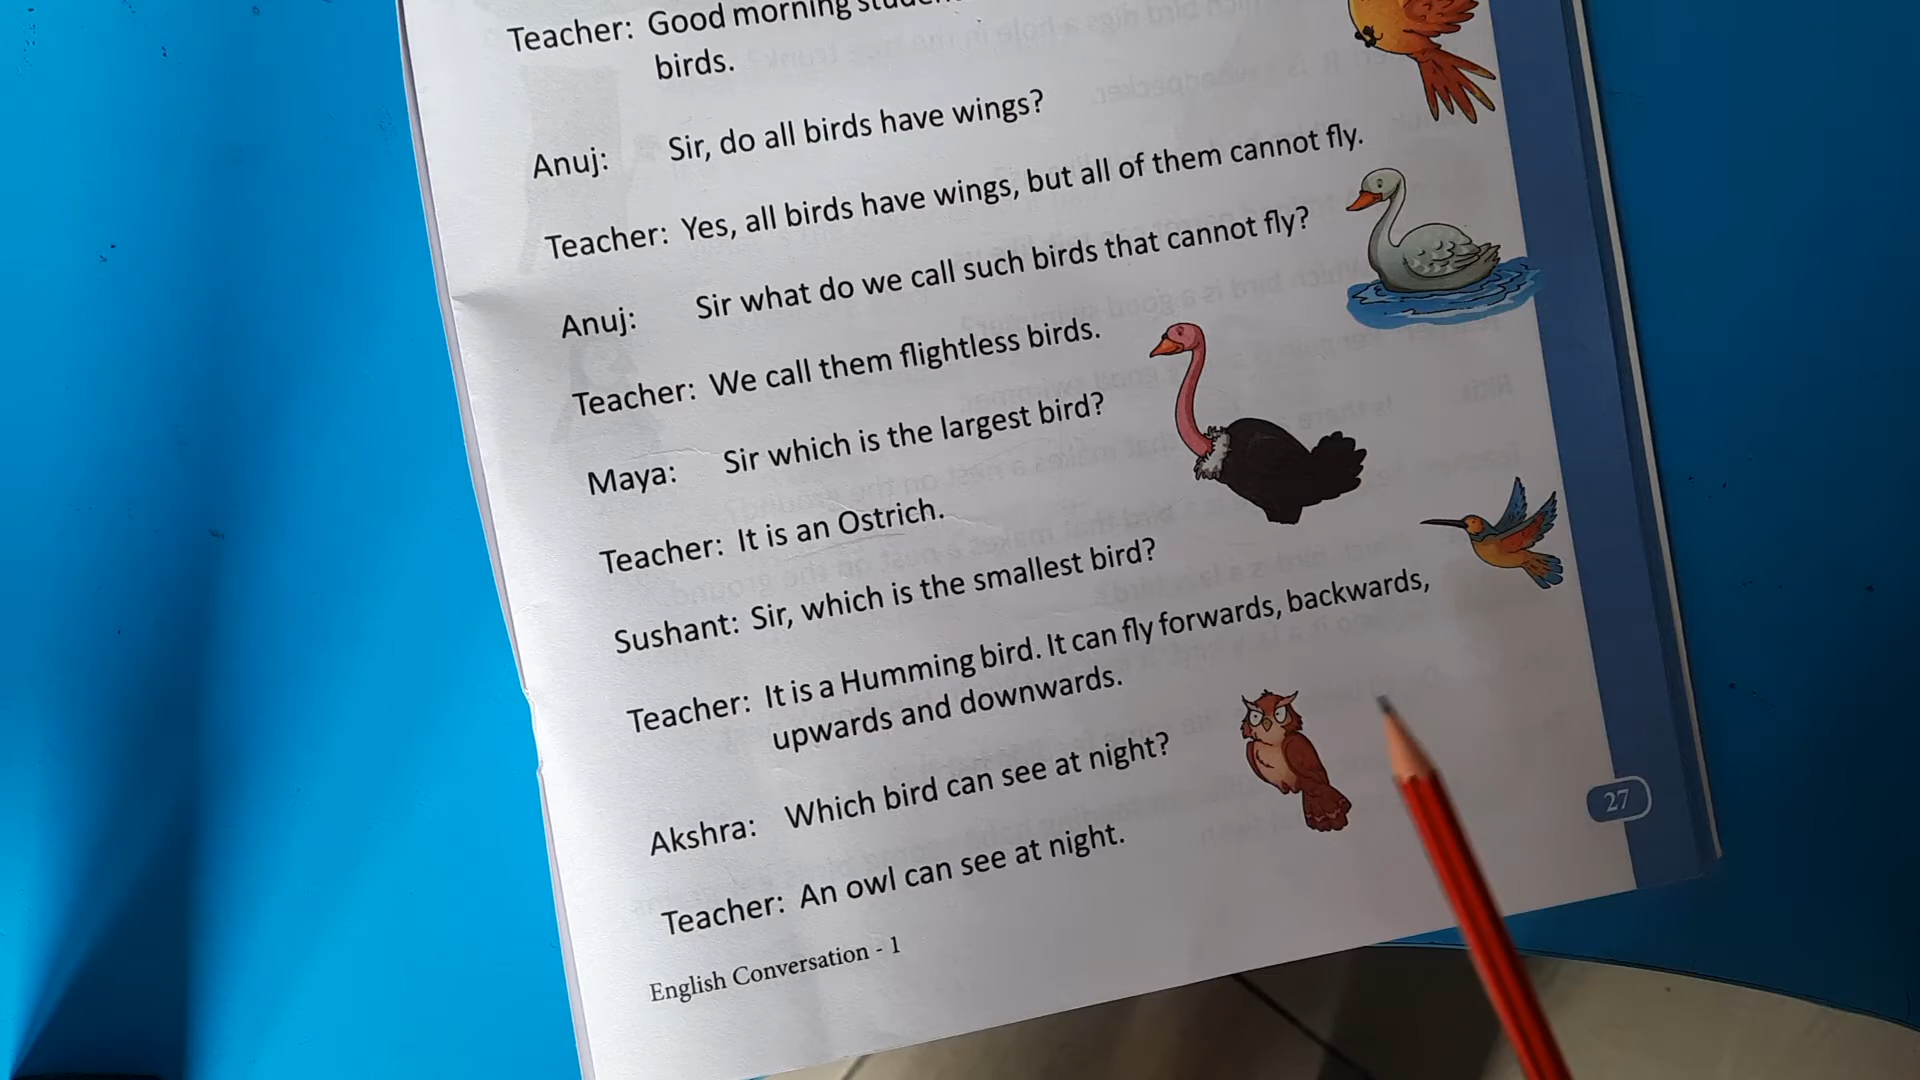 Teacher: Good morning
birds.
Anuj: Sir, do all birds have wings?
Teacher: Yes, all birds have wings, but all of them cannot fly.
Anuj: Sir what do we call such birds that cannot fly?
Teacher: We call them flightless birds.
Maya: Sir which is the largest bird?
Teacher: It is an Ostrich.
Sushant: Sir, which is the smallest bird?
Teacher: It is a Humming bird. It can fly forwards, backwards,
upwards and downwards.
Akshra: Which bird can see at night?
Teacher: An owl can see at night.
English Conversation - 1
27